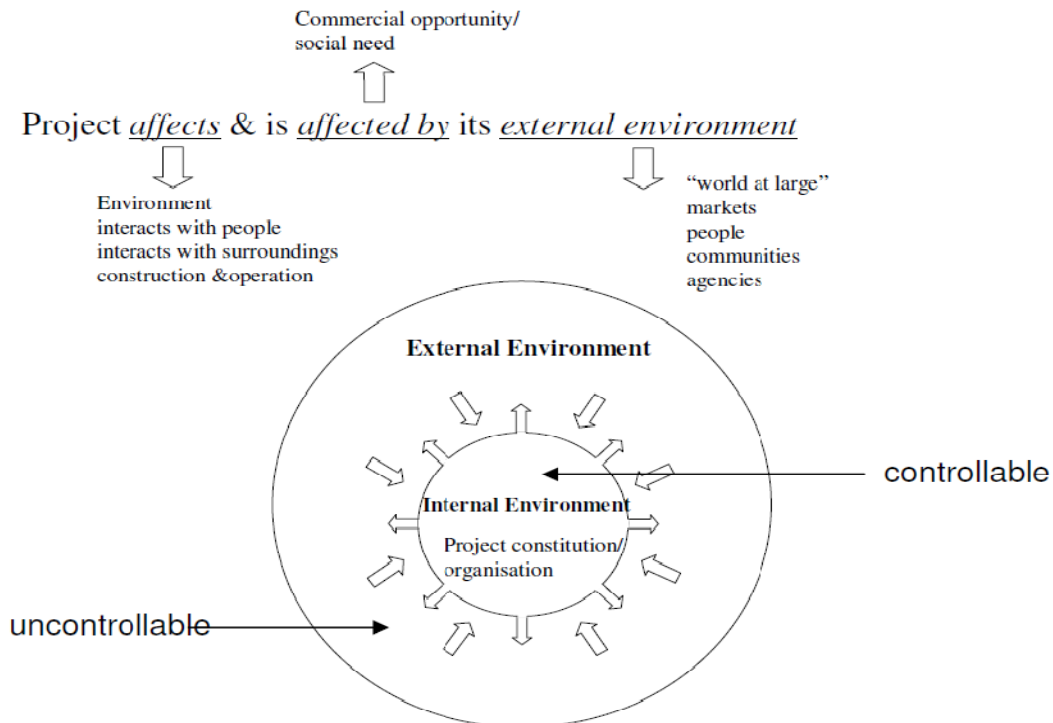 Commercial opportunity/
social need
Project affects & is affected by its external environment
Environment
interacts with people
interacts with surroundings
construction &operation
“world at large”
markets
people
communities
agencies
External Environment
controllable
Internal Environment
Project constitution/
organisation
uncontrollable